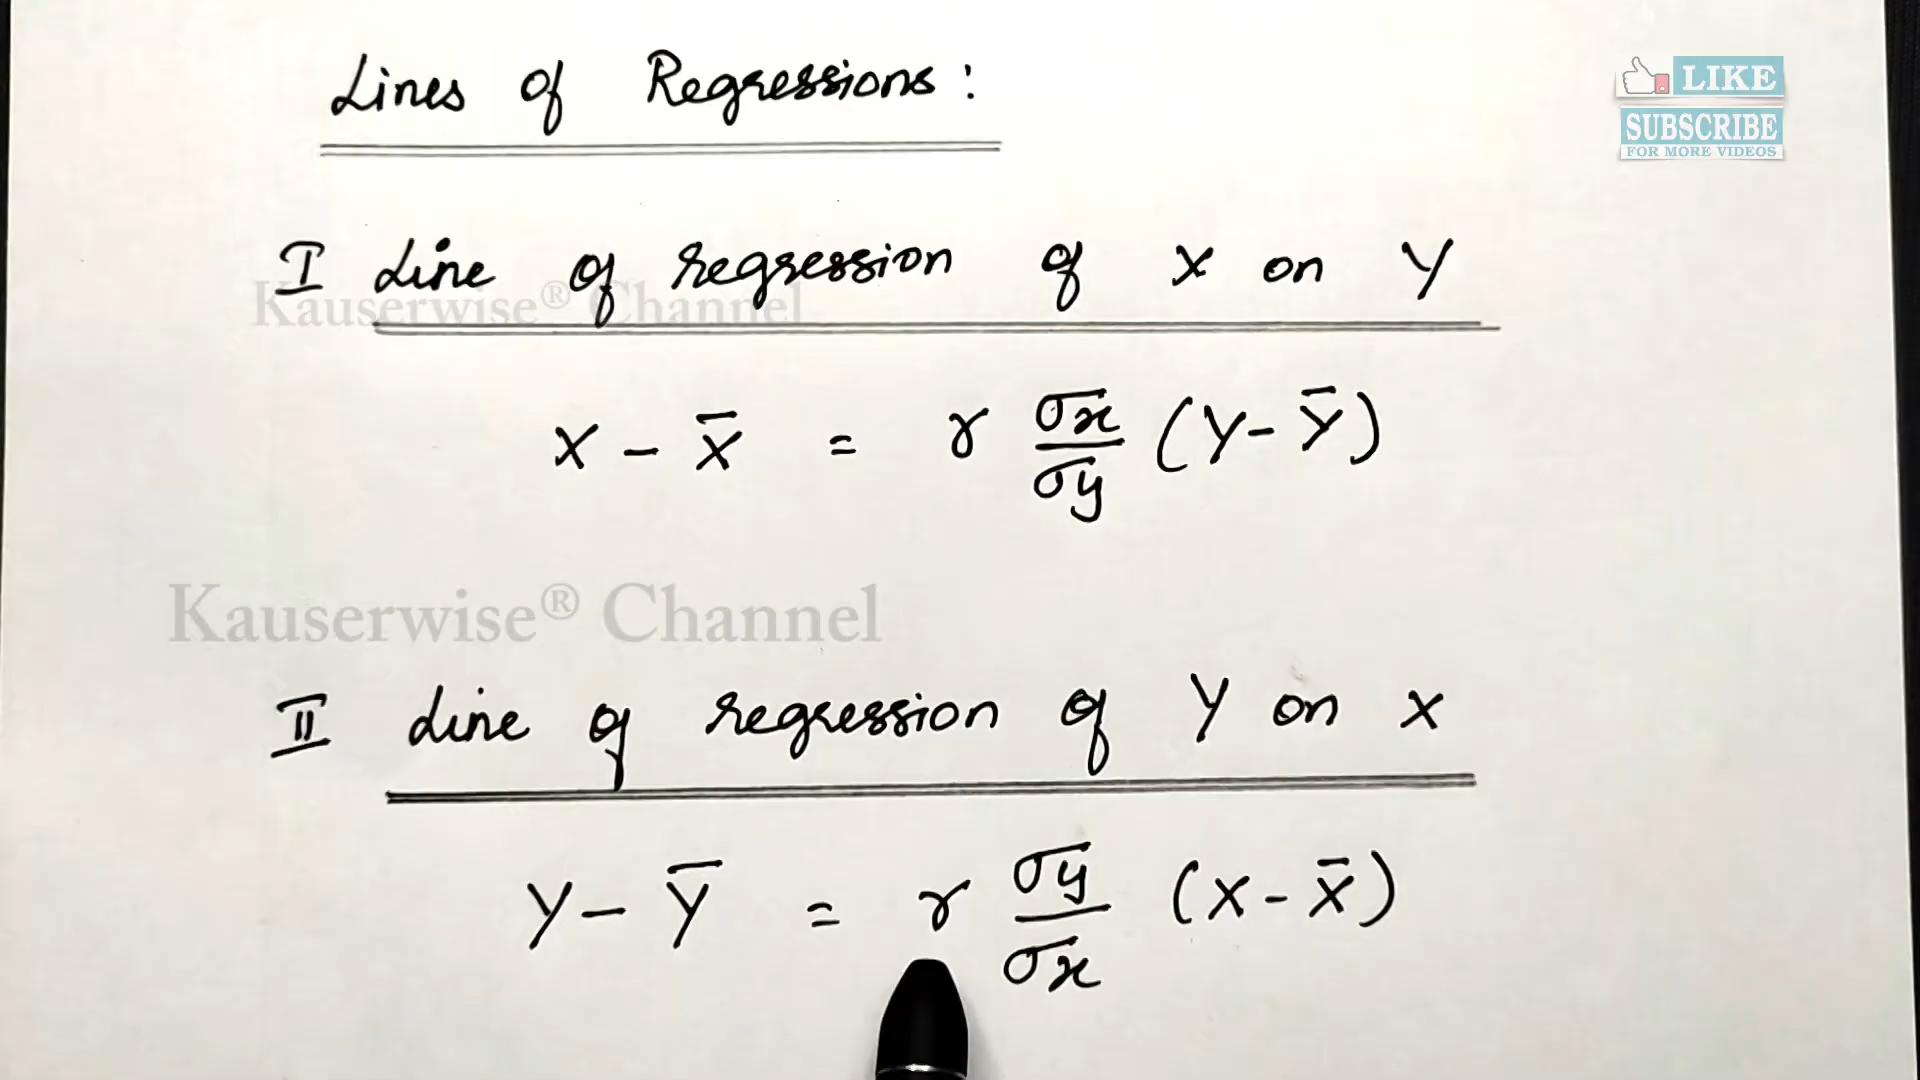 Lines of Regressions:
LIKE
SUBSCRIBE
FOR MORE VIDEOS
I Line of regression of X on Y
Kauserwise® Channel
X - X̄ = r σx/σy (Y - Ȳ)
Kauserwise® Channel
II Line of regression of Y on X
Y - Ȳ = r σy/σx (X - X̄)